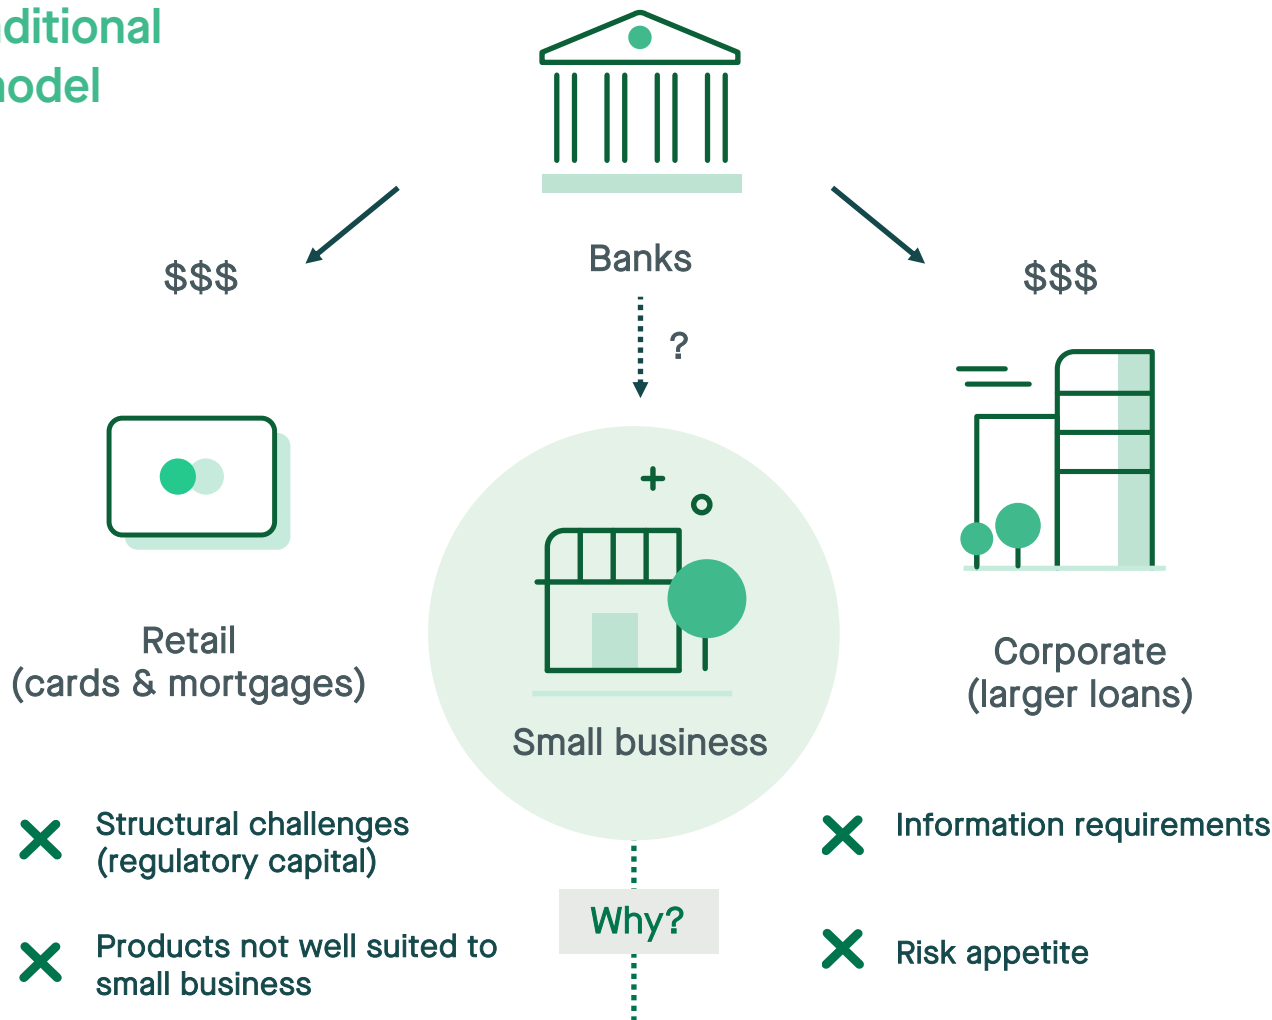 ditional
odel
Banks
$$$
$$$
?
Retail
(cards & mortgages)
Small business
Corporate
(larger loans)
Structural challenges
(regulatory capital)
Products not well suited to
small business
Why?
Information requirements
Risk appetite